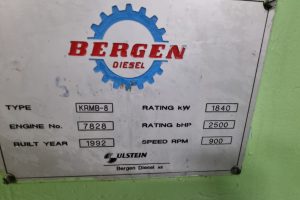 BERGEN
DIESEL
TYPE KRMB-8 RATING kW 1840
ENGINE No. 7828 RATING bHP 2500
BUILT YEAR 1992 SPEED RPM 900
ULSTEIN
Bergen Diesel as